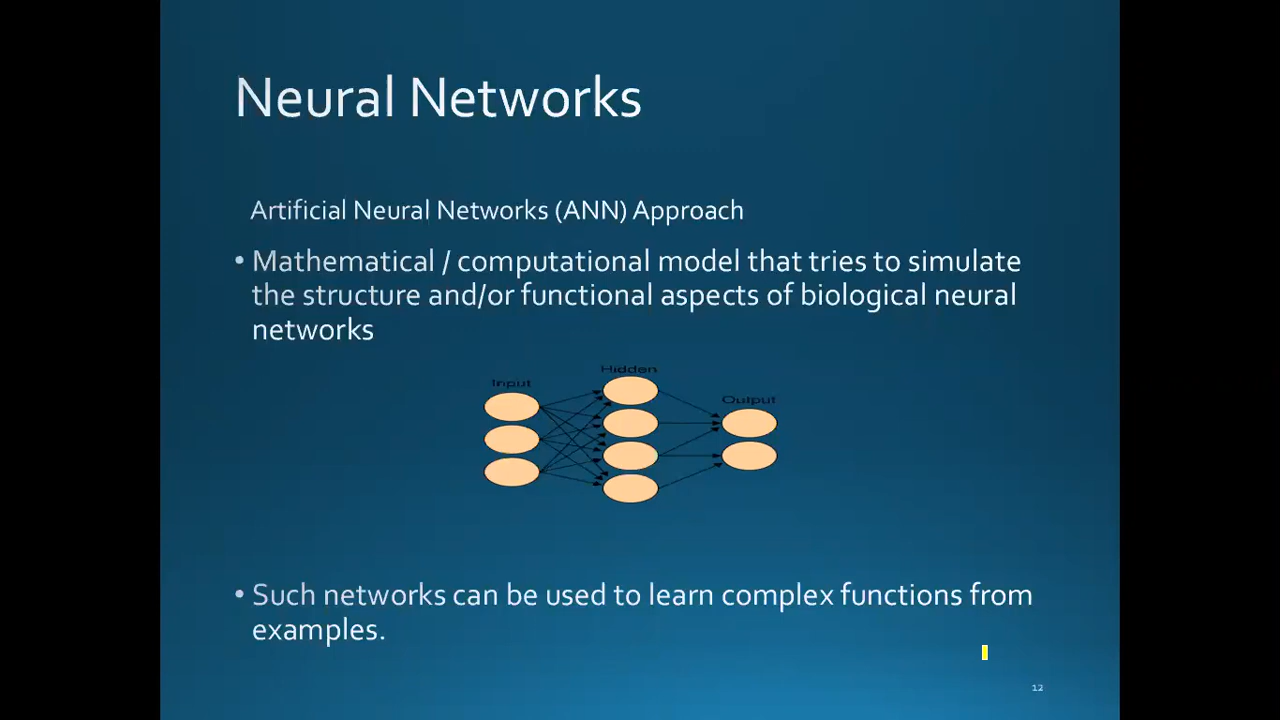 Neural Networks
Artificial Neural Networks (ANN) Approach
• Mathematical / computational model that tries to simulate
the structure and/or functional aspects of biological neural
networks
Hidden
Input
Output
• Such networks can be used to learn complex functions from
examples.
12